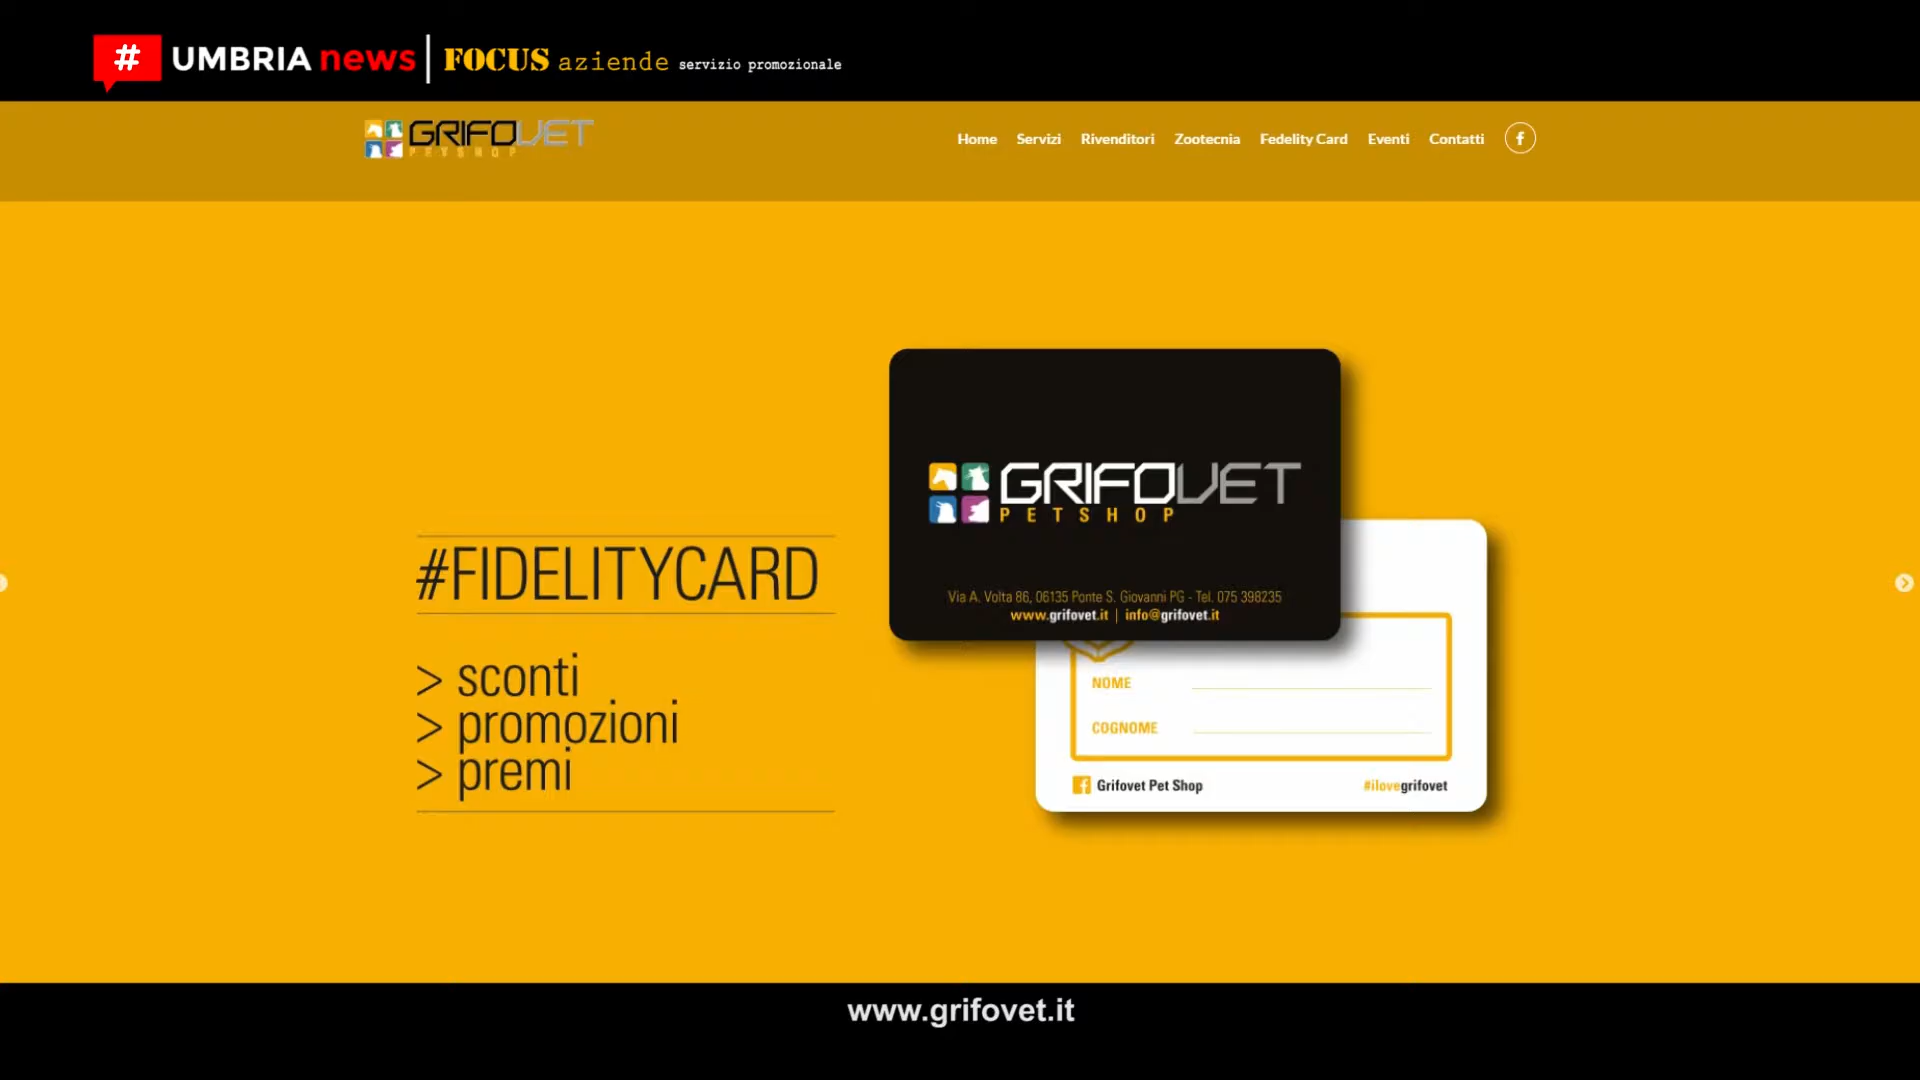 # UMBRIA news FOCUS aziende servizio promozionale
GRIFOVET
PETSHOP
Home Servizi Rivenditori Zootecnia Fedelity Card Eventi Contatti f
#FIDELITYCARD
> sconti
> promozioni
> premi
GRIFOVET
PETSHOP
Via A. Volta 86, 06135 Ponte S. Giovanni PG - Tel. 075 398235
www.grifovet.it | info@grifovet.it
NOME
COGNOME
f Grifovet Pet Shop #ilovegrifovet
www.grifovet.it